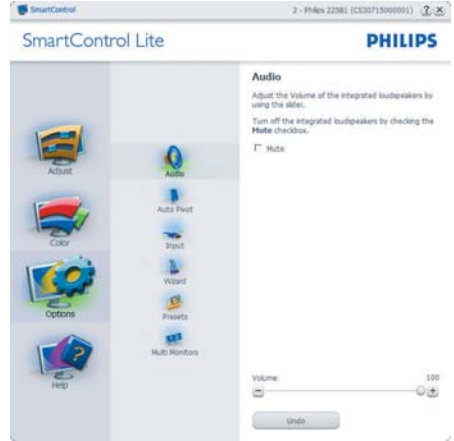 SmartControl
2 - Philips 225B1 (CS30715000001)
SmartControl Lite
PHILIPS
Adjust
Color
Options
Help
Audio
Auto Pivot
Input
Wizard
Presets
Multi Monitors
Audio
Adjust the Volume of the integrated loudspeakers by
using the slider.
Turn off the integrated loudspeakers by checking the
Mute checkbox.
Mute
Volume
100
Undo